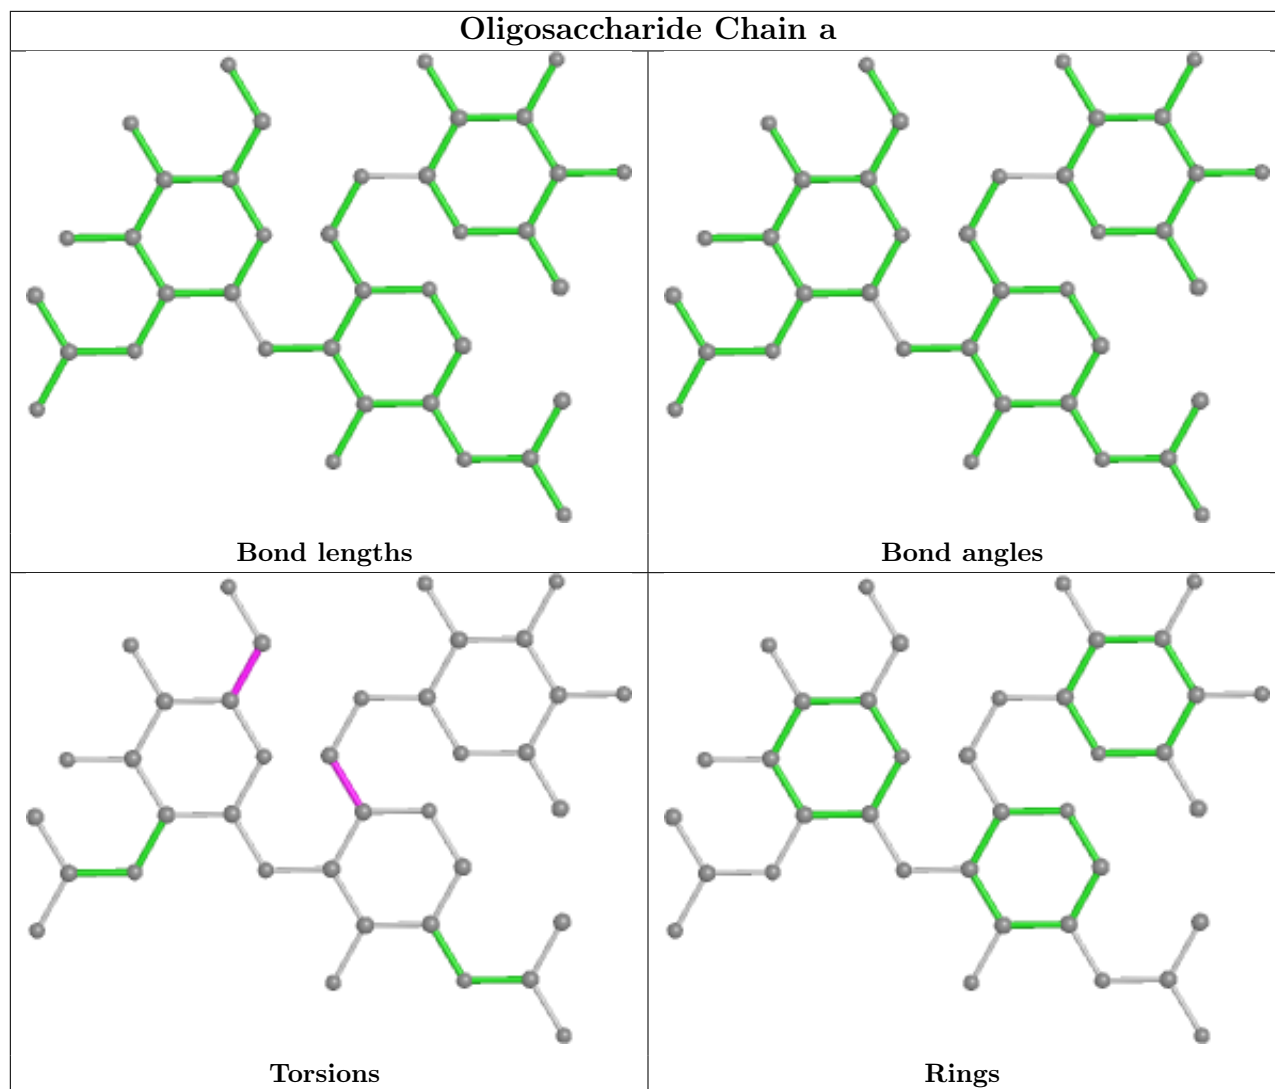 Oligosaccharide Chain a
Bond lengths
Bond angles
Torsions
Rings